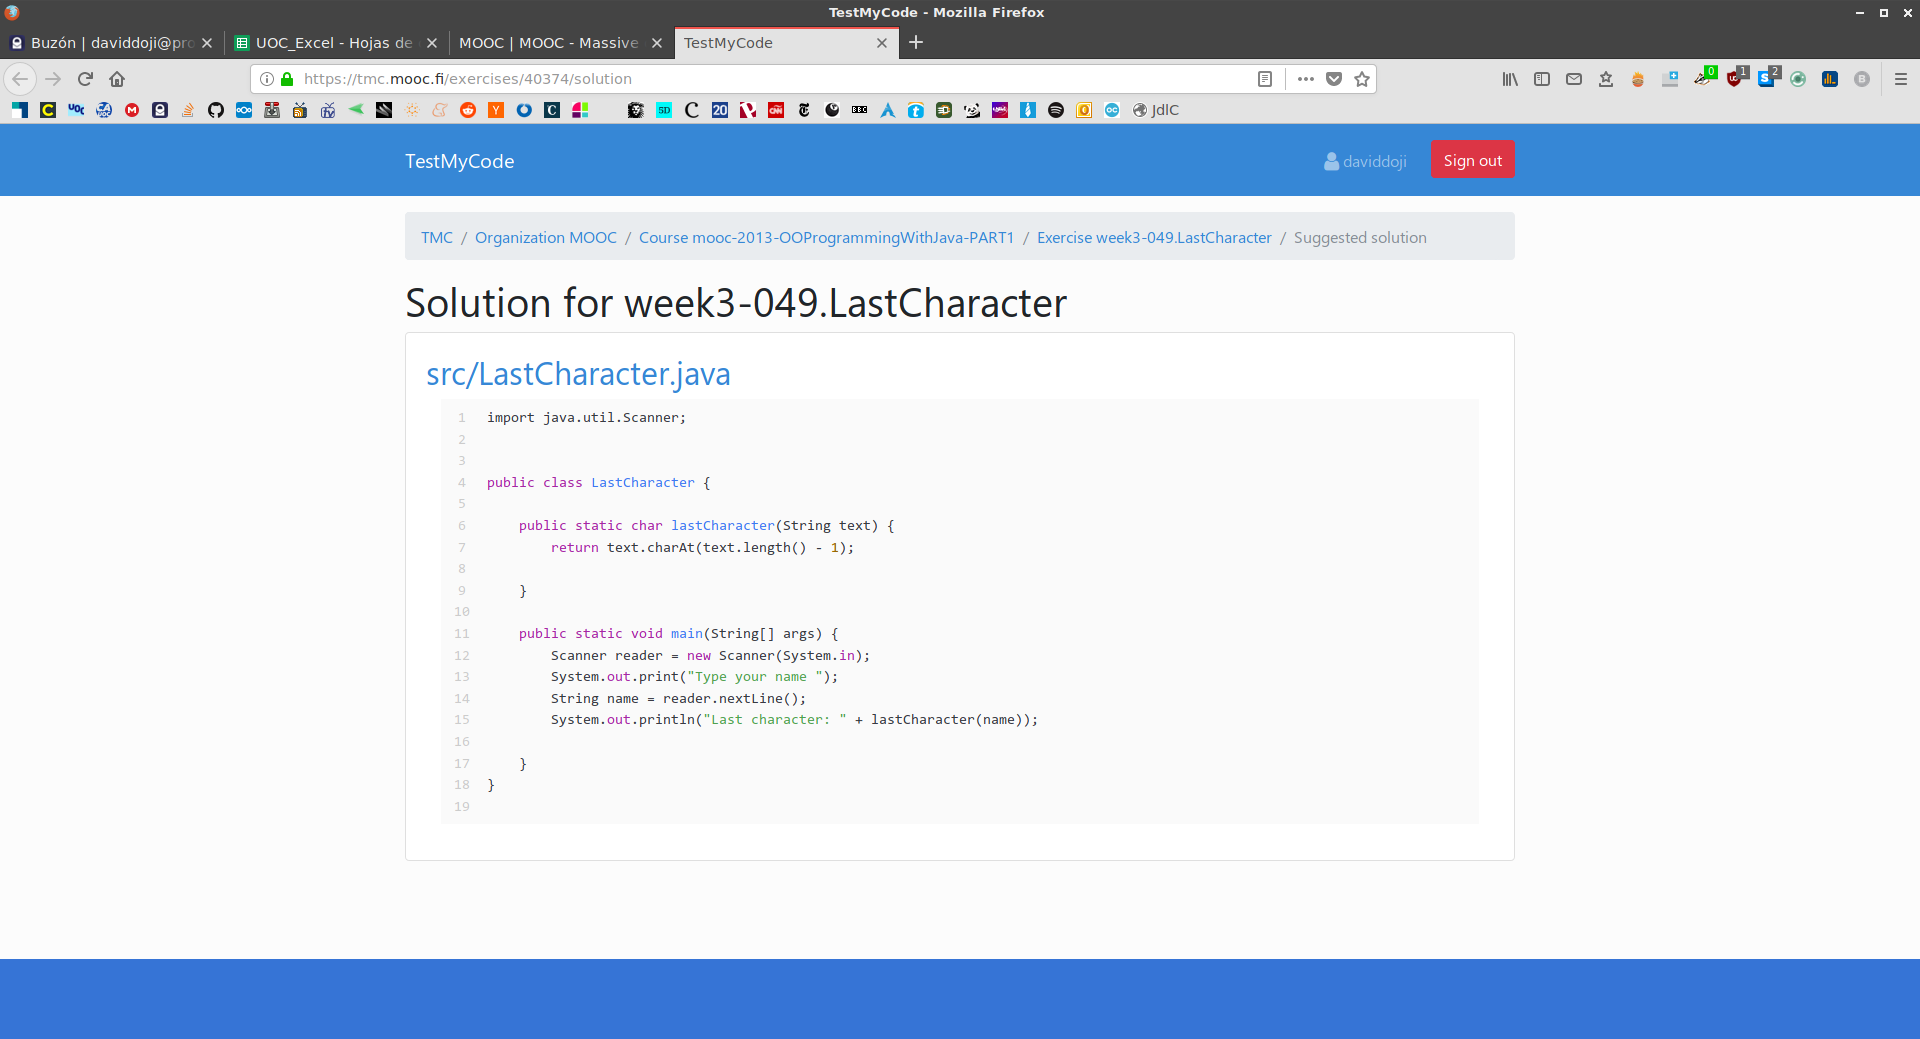 TestMyCode - Mozilla Firefox
Buzón | daviddoji@pro
UOC_Excel - Hojas de
MOOC | MOOC - Massive
TestMyCode
https://tmc.mooc.fi/exercises/40374/solution
0
1
2
JdlC
TestMyCode
daviddoji
Sign out
TMC / Organization MOOC / Course mooc-2013-OOProgrammingWithJava-PART1 / Exercise week3-049.LastCharacter / Suggested solution
Solution for week3-049.LastCharacter
src/LastCharacter.java
1 import java.util.Scanner;
2
3
4 public class LastCharacter {
5
6     public static char lastCharacter(String text) {
7         return text.charAt(text.length() - 1);
8
9     }
10
11     public static void main(String[] args) {
12         Scanner reader = new Scanner(System.in);
13         System.out.print("Type your name ");
14         String name = reader.nextLine();
15         System.out.println("Last character: " + lastCharacter(name));
16
17     }
18 }
19